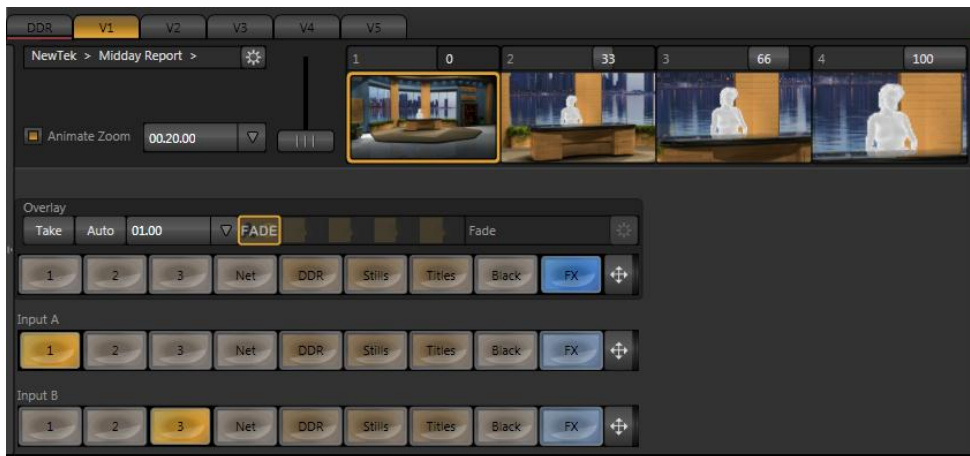 DDR V1 V2 V3 V4 V5
NewTek > Midday Report >
1 0 2 33 3 66 4 100
Animate Zoom 00.20.00
Overlay
Take Auto 01.00 FADE Fade
1 2 3 Net DDR Stills Titles Black FX
Input A
1 2 3 Net DDR Stills Titles Black FX
Input B
1 2 3 Net DDR Stills Titles Black FX